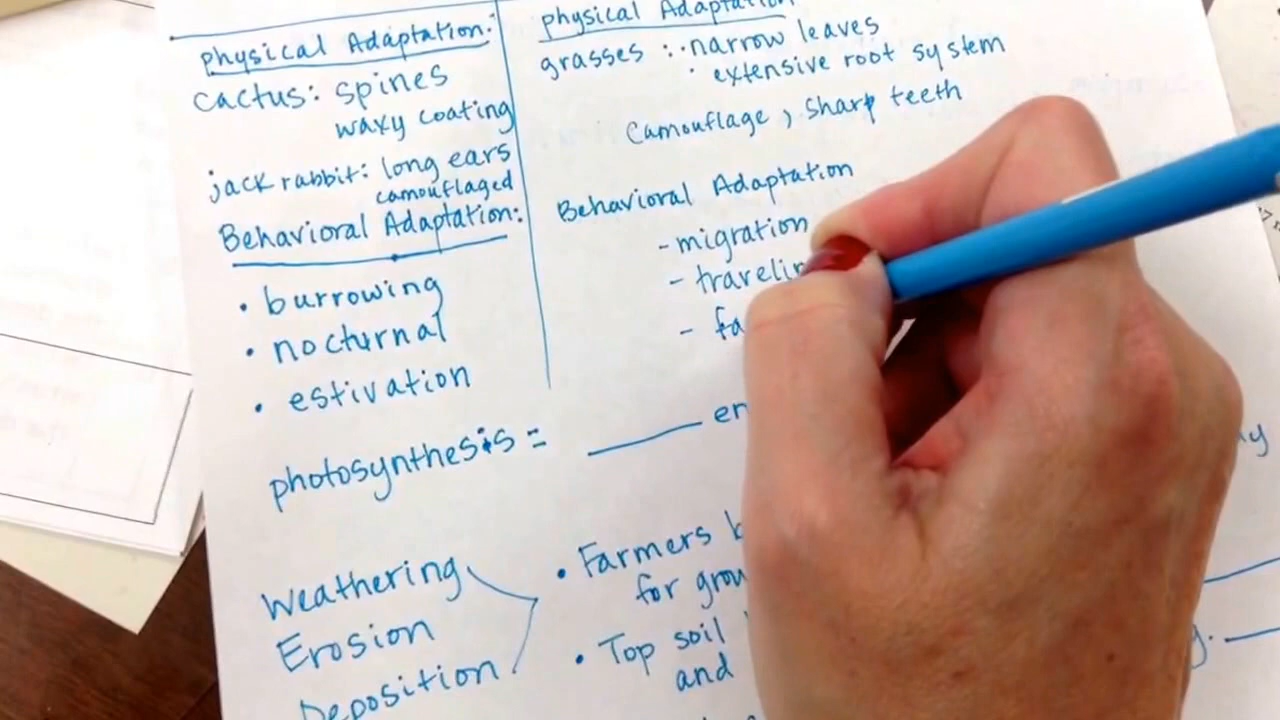 Physical Adaptation:
cactus: spines
waxy coating
jack rabbit: long ears
camouflaged
Behavioral Adaptation:
• burrowing
• nocturnal
• estivation
physical Adaptation
grasses : • narrow leaves
• extensive root system
Camouflage, sharp teeth
Behavioral Adaptation
- migration
-
-
photosynthesis =
Weathering
Erosion
Deposition
• Farmers
for
• Top soil
and